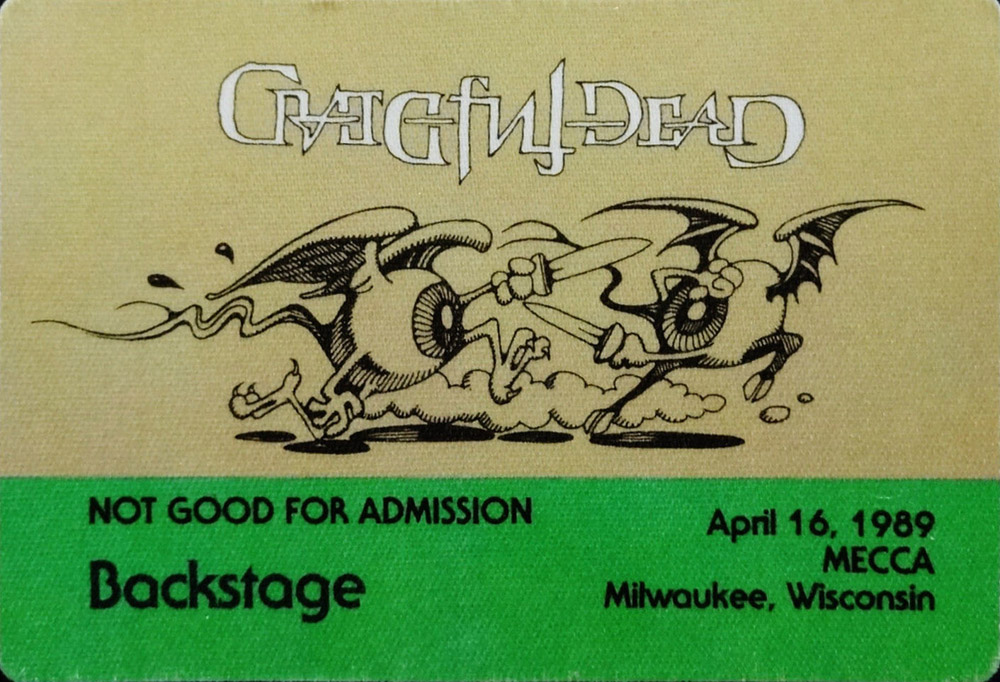 GRATEFUL DEAD
NOT GOOD FOR ADMISSION
Backstage
April 16, 1989
MECCA
Milwaukee, Wisconsin